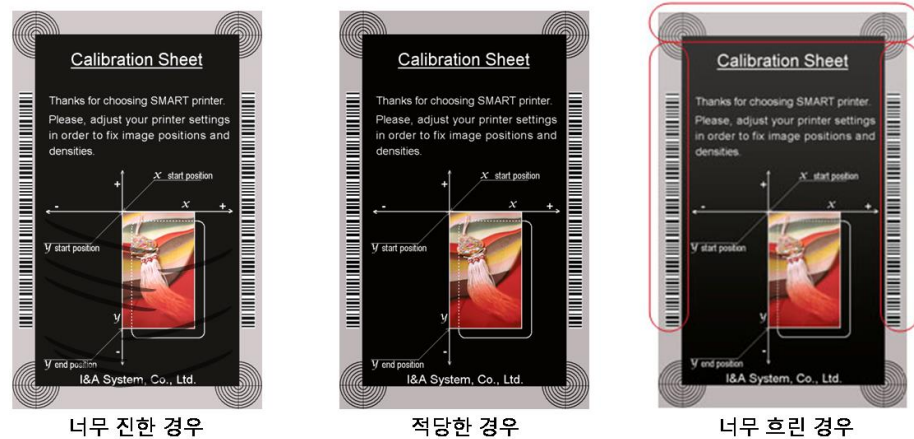 Calibration Sheet
Thanks for choosing SMART printer.
Please, adjust your printer settings
in order to fix image positions and
densities.
x start position
+
-
x
+
y start position
y
-
y end position
I&A System, Co., Ltd.
너무 진한 경우
Calibration Sheet
Thanks for choosing SMART printer.
Please, adjust your printer settings
in order to fix image positions and
densities.
x start position
+
-
x
+
y start position
y
-
y end position
I&A System, Co., Ltd.
적당한 경우
Calibration Sheet
Thanks for choosing SMART printer.
Please, adjust your printer settings
in order to fix image positions and
densities.
x start position
+
-
x
+
y start position
y
-
y end position
I&A System, Co., Ltd.
너무 흐린 경우